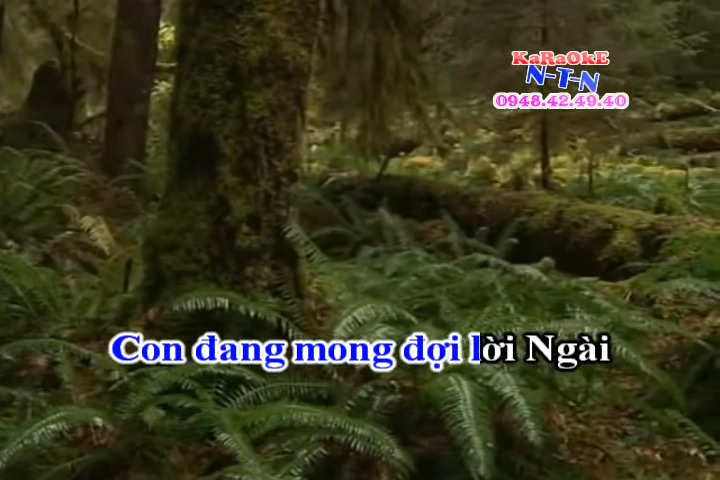 KaRaOkE
N-T-N
0948.42.49.40
Con đang mong đợi lời Ngài